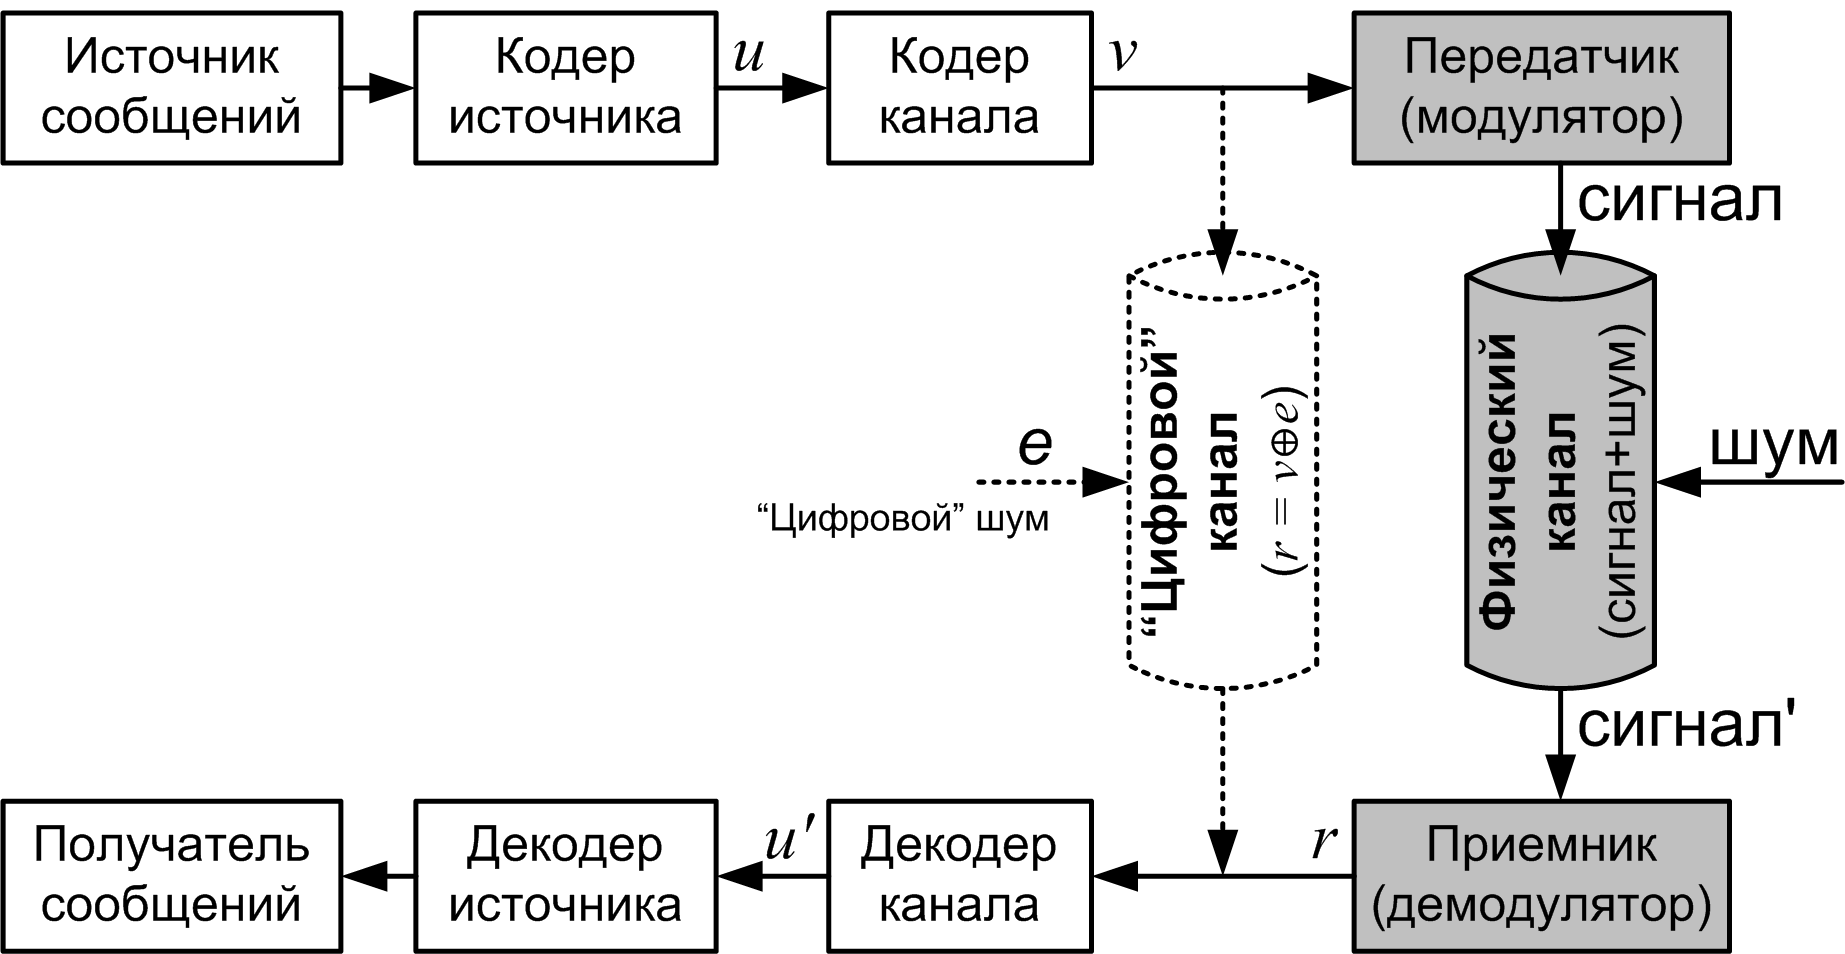 Источник
сообщений
Кодер
источника
u
Кодер
канала
v
Передатчик
(модулятор)
сигнал
“Цифровой”
канал
(r = v⊕e)
e
“Цифровой” шум
Физический
канал
(сигнал+шум)
шум
сигнал'
Получатель
сообщений
Декодер
источника
u'
Декодер
канала
r
Приемник
(демодулятор)